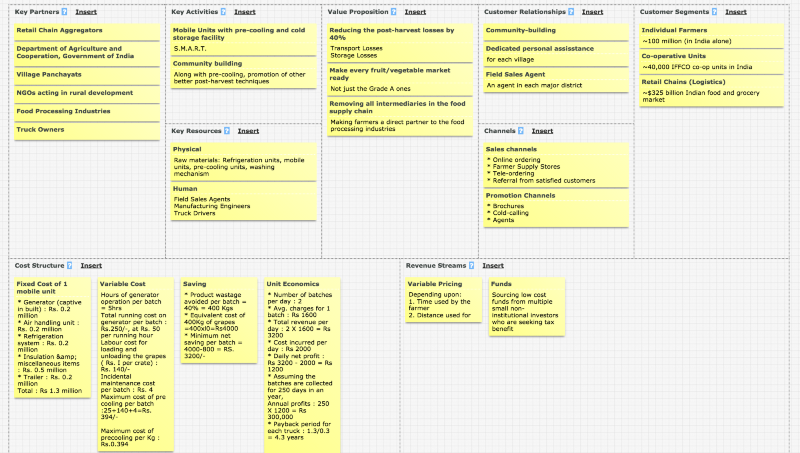 Key Partners ? Insert
Retail Chain Aggregators
Department of Agriculture and
Cooperation, Government of India
Village Panchayats
NGOs acting in rural development
Food Processing Industries
Truck Owners
Key Activities ? Insert
Mobile Units with pre-cooling and cold
storage facility
S.M.A.R.T.
Community building
Along with pre-cooling, promotion of other
better post-harvest techniques
Key Resources ? Insert
Physical
Raw materials: Refrigeration units, mobile
units, pre-cooling units, washing
mechanism
Human
Field Sales Agents
Manufacturing Engineers
Truck Drivers
Value Proposition ? Insert
Reducing the post-harvest losses by
40%
Transport Losses
Storage Losses
Make every fruit/vegetable market
ready
Not just the Grade A ones
Removing all intermediaries in the food
supply chain
Making farmers a direct partner to the food
processing industries
Customer Relationships ? Insert
Community-building
Dedicated personal assisstance
for each village
Field Sales Agent
An agent in each major district
Channels ? Insert
Sales channels
* Online ordering
* Farmer Supply Stores
* Tele-ordering
* Referral from satisfied customers
Promotion Channels
* Brochures
* Cold-calling
* Agents
Customer Segments ? Insert
Individual Farmers
~100 million (in India alone)
Co-operative Units
~40,000 IFFCO co-op units in India
Retail Chains (Logistics)
~$325 billion Indian food and grocery
market
Cost Structure ? Insert
Fixed Cost of 1
mobile unit
* Generator (captive
in built) : Rs. 0.2
million
* Air handling unit :
Rs. 0.2 million
* Refrigeration
system : Rs. 0.2
million
* Insulation &amp;
miscellaneous items
: Rs. 0.5 million
* Trailer : Rs. 0.2
million
Total : Rs 1.3 million
Variable Cost
Hours of generator
operation per batch =
5hrs
Total running cost on
generator per batch :
Rs.250/-, at Rs. 50
per running hour
Labour cost for
loading and
unloading the grapes
( Rs. I per crate) :
Rs. 140/-
Incidental
maintenance cost
per batch : Rs. 4
Maximum cost of pre
cooling per batch
:25+140+4=Rs.
394/-
Maximum cost of
precooling per Kg :
Rs.0.394
Saving
* Product wastage
avoided per batch =
40% = 400 Kgs
* Equivalent cost of
400Kg of grapes
=400xI0=Rs4000
* Minimum net
saving per batch =
4000-800 = RS.
3200/-
Unit Economics
* Number of batches
per day : 2
* Avg. charges for 1
batch : Rs 1600
* Total revenue per
day : 2 X 1600 = Rs
3200
* Cost incurred per
day : Rs 2000
* Daily net profit :
Rs 3200 - 2000 = Rs
1200
* Assuming the
batches are collected
for 250 days in an
year,
Annual profits : 250
X 1200 = Rs
300,000
* Payback period for
each truck : 1.3/0.3
= 4.3 years
Revenue Streams ? Insert
Variable Pricing
Depending upon:
1. Time used by the
farmer
2. Distance used for
Funds
Sourcing low cost
funds from multiple
small non-
institutional investors
who are seeking tax
benefit